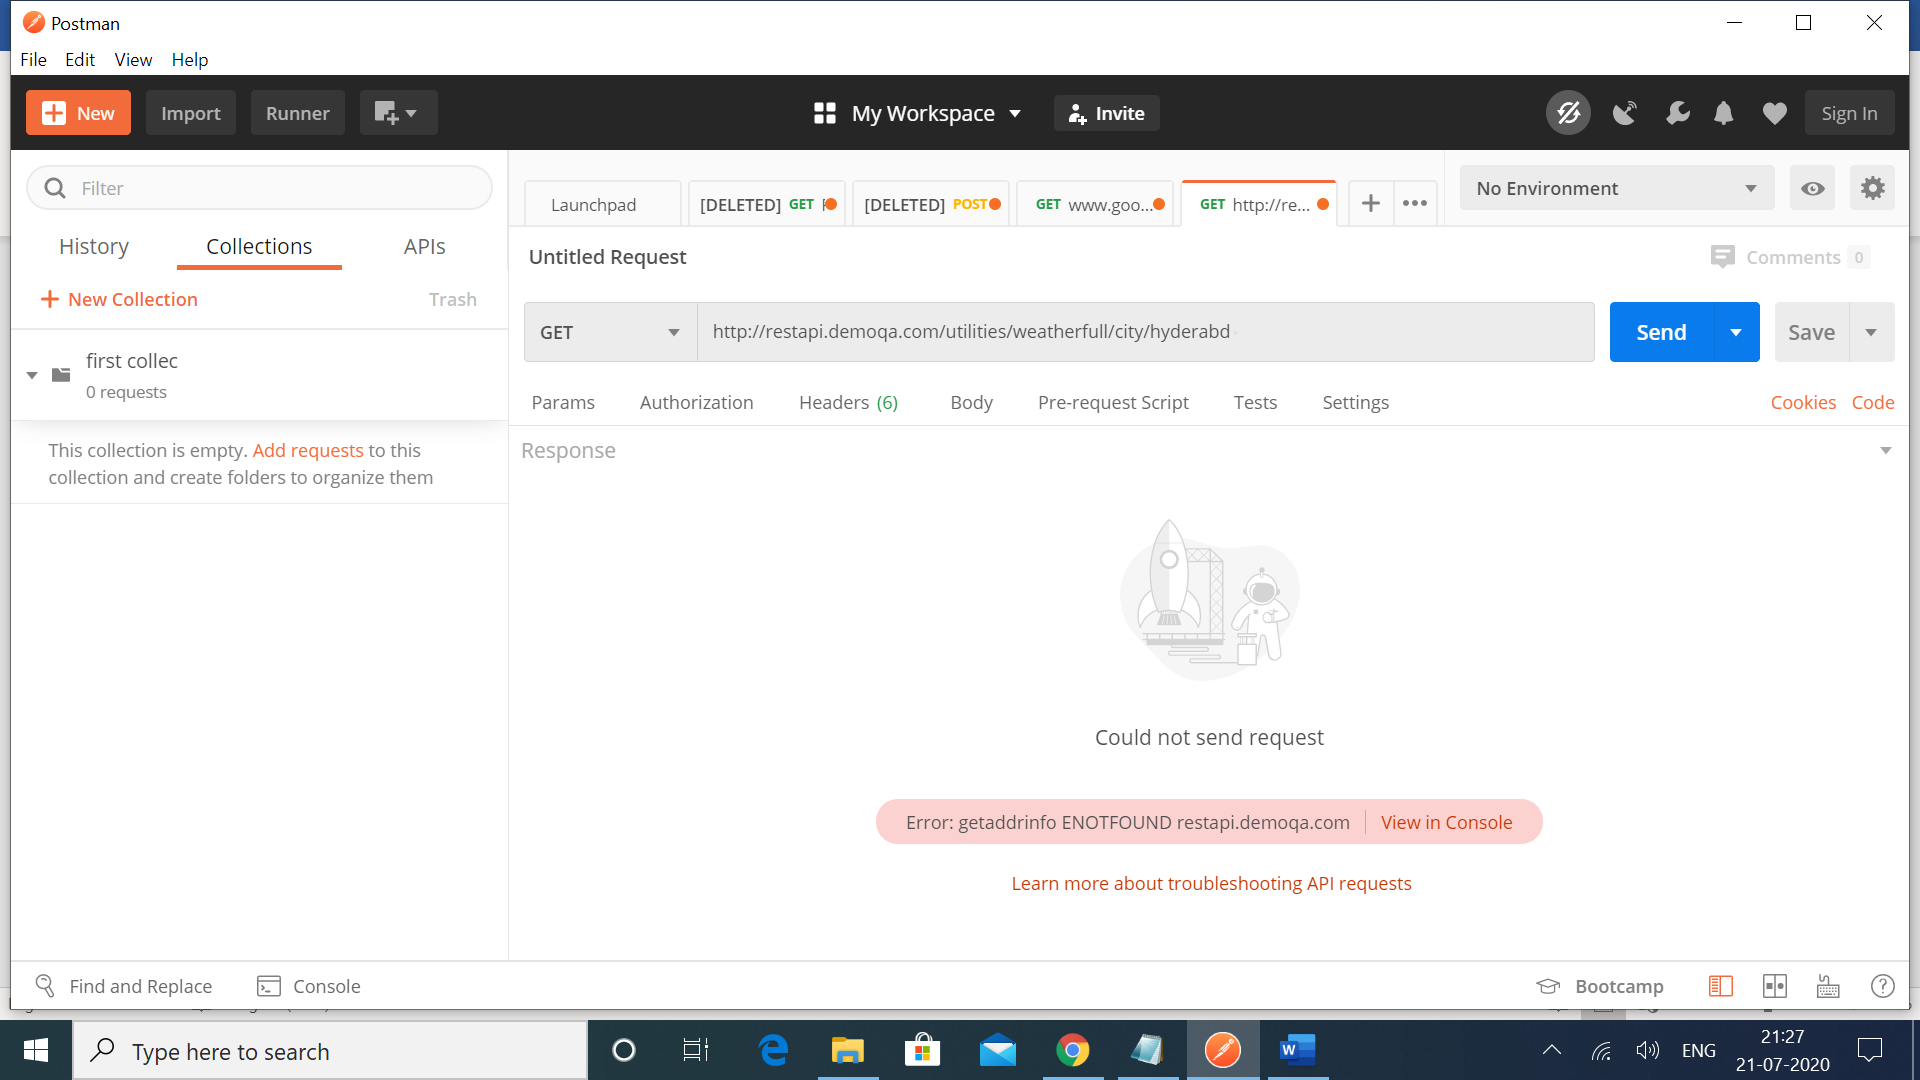 Postman
File Edit View Help
New Import Runner My Workspace Invite Sign In
Filter
History Collections APIs
New Collection Trash
first collec
0 requests
This collection is empty. Add requests to this
collection and create folders to organize them
Launchpad [DELETED] GET [DELETED] POST GET www.goo... GET http://re... No Environment
Untitled Request Comments 0
GET http://restapi.demoqa.com/utilities/weatherfull/city/hyderabd Send Save
Params Authorization Headers (6) Body Pre-request Script Tests Settings Cookies Code
Response
Could not send request
Error: getaddrinfo ENOTFOUND restapi.demoqa.com View in Console
Learn more about troubleshooting API requests
Find and Replace Console Bootcamp
Type here to search ENG 21:27
21-07-2020